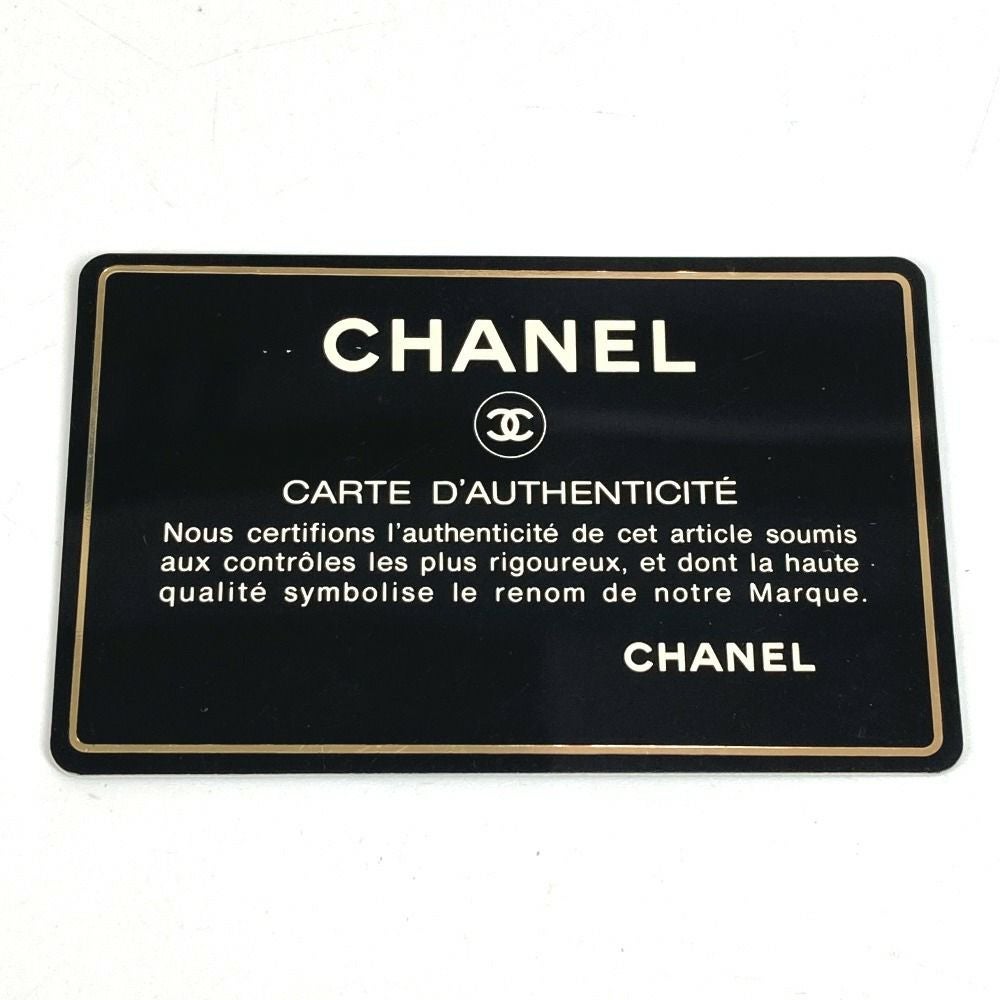 CHANEL
CARTE D'AUTHENTICITÉ
Nous certifions l'authenticité de cet article soumis
aux contrôles les plus rigoureux, et dont la haute
qualité symbolise le renom de notre Marque.
CHANEL